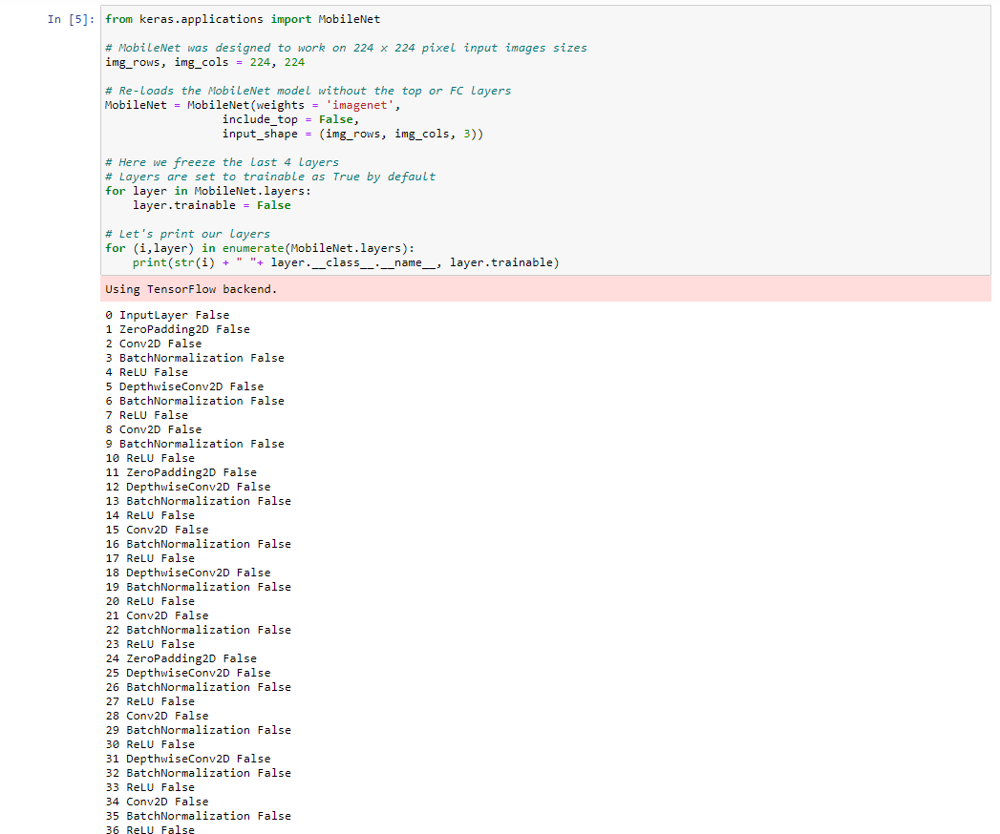 In [5]: from keras.applications import MobileNet
# MobileNet was designed to work on 224 x 224 pixel input images sizes
img_rows, img_cols = 224, 224
# Re-loads the MobileNet model without the top or FC layers
MobileNet = MobileNet(weights = 'imagenet',
include_top = False,
input_shape = (img_rows, img_cols, 3))
# Here we freeze the last 4 layers
# Layers are set to trainable as True by default
for layer in MobileNet.layers:
layer.trainable = False
# Let's print our layers
for (i,layer) in enumerate(MobileNet.layers):
print(str(i) + " "+ layer.__class__.__name__, layer.trainable)
Using TensorFlow backend.
0 InputLayer False
1 ZeroPadding2D False
2 Conv2D False
3 BatchNormalization False
4 ReLU False
5 DepthwiseConv2D False
6 BatchNormalization False
7 ReLU False
8 Conv2D False
9 BatchNormalization False
10 ReLU False
11 ZeroPadding2D False
12 DepthwiseConv2D False
13 BatchNormalization False
14 ReLU False
15 Conv2D False
16 BatchNormalization False
17 ReLU False
18 DepthwiseConv2D False
19 BatchNormalization False
20 ReLU False
21 Conv2D False
22 BatchNormalization False
23 ReLU False
24 ZeroPadding2D False
25 DepthwiseConv2D False
26 BatchNormalization False
27 ReLU False
28 Conv2D False
29 BatchNormalization False
30 ReLU False
31 DepthwiseConv2D False
32 BatchNormalization False
33 ReLU False
34 Conv2D False
35 BatchNormalization False
36 ReLU False